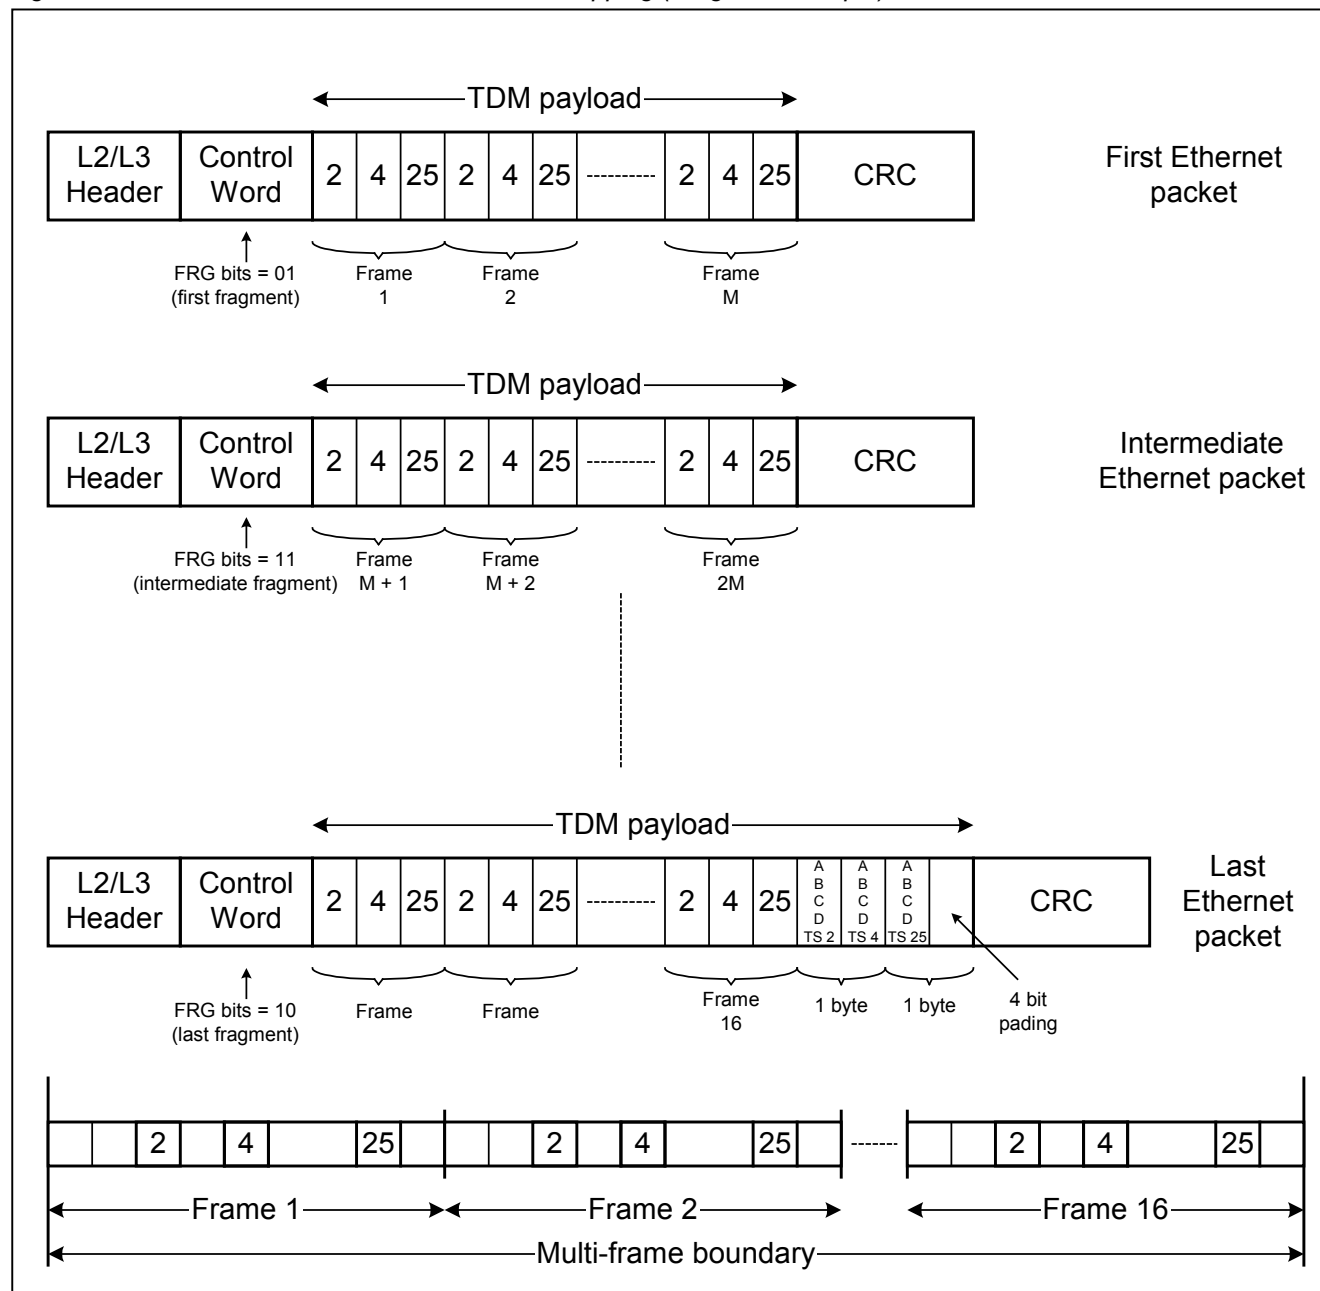 TDM payload
L2/L3 Header
Control Word
2 4 25 2 4 25 2 4 25
CRC
First Ethernet packet
FRG bits = 01
(first fragment)
Frame 1
Frame 2
Frame M
TDM payload
L2/L3 Header
Control Word
2 4 25 2 4 25 2 4 25
CRC
Intermediate Ethernet packet
FRG bits = 11
(intermediate fragment)
Frame M + 1
Frame M + 2
Frame 2M
TDM payload
L2/L3 Header
Control Word
2 4 25 2 4 25 2 4 25
A B C D TS 2
A B C D TS 4
A B C D TS 25
CRC
Last Ethernet packet
FRG bits = 10
(last fragment)
Frame
Frame
Frame 16
1 byte
1 byte
4 bit pading
2 4 25 2 4 25 2 4 25
Frame 1
Frame 2
Frame 16
Multi-frame boundary